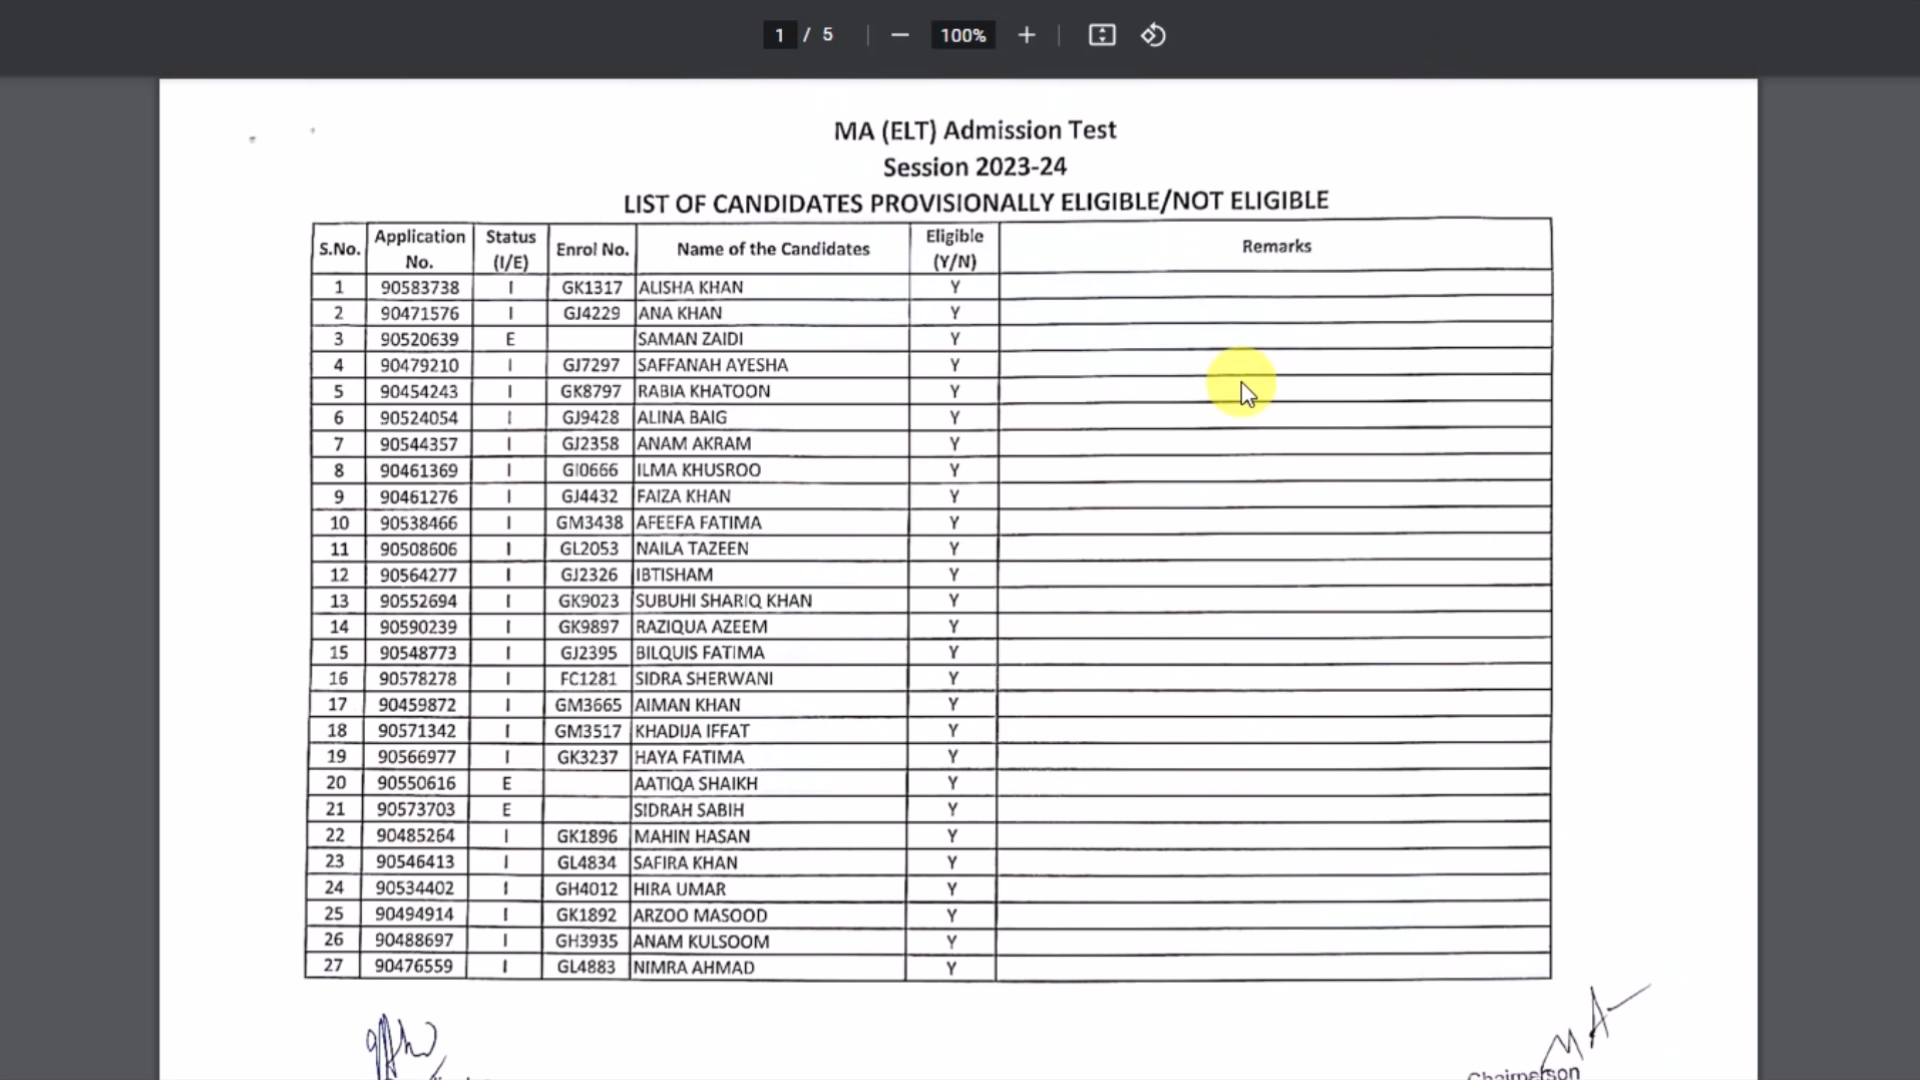 1 / 5 100%
MA (ELT) Admission Test
Session 2023-24
LIST OF CANDIDATES PROVISIONALLY ELIGIBLE/NOT ELIGIBLE
S.No. Application No. Status (I/E) Enrol No. Name of the Candidates Eligible (Y/N) Remarks
1 90583738 I GK1317 ALISHA KHAN Y
2 90471576 I GJ4229 ANA KHAN Y
3 90520639 E SAMAN ZAIDI Y
4 90479210 I GJ7297 SAFFANAH AYESHA Y
5 90454243 I GK8797 RABIA KHATOON Y
6 90524054 I GJ9428 ALINA BAIG Y
7 90544357 I GJ2358 ANAM AKRAM Y
8 90461369 I GI0666 ILMA KHUSROO Y
9 90461276 I GJ4432 FAIZA KHAN Y
10 90538466 I GM3438 AFEEFA FATIMA Y
11 90508606 I GL2053 NAILA TAZEEN Y
12 90564277 I GJ2326 IBTISHAM Y
13 90552694 I GK9023 SUBUHI SHARIQ KHAN Y
14 90590239 I GK9897 RAZIQUA AZEEM Y
15 90548773 I GJ2395 BILQUIS FATIMA Y
16 90578278 I FC1281 SIDRA SHERWANI Y
17 90459872 I GM3665 AIMAN KHAN Y
18 90571342 I GM3517 KHADIJA IFFAT Y
19 90566977 I GK3237 HAYA FATIMA Y
20 90550616 E AATIQA SHAIKH Y
21 90573703 E SIDRAH SABIH Y
22 90485264 I GK1896 MAHIN HASAN Y
23 90546413 I GL4834 SAFIRA KHAN Y
24 90534402 I GH4012 HIRA UMAR Y
25 90494914 I GK1892 ARZOO MASOOD Y
26 90488697 I GH3935 ANAM KULSOOM Y
27 90476559 I GL4883 NIMRA AHMAD Y
Chairperson